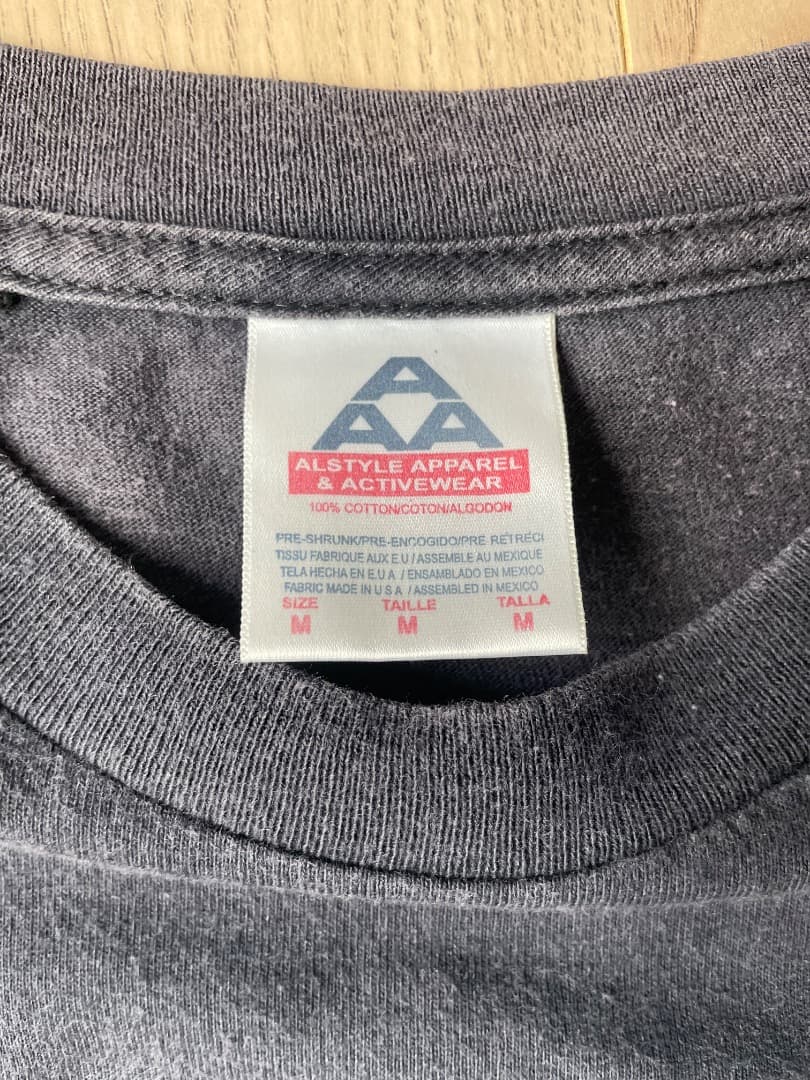 A
AA
ALSTYLE APPAREL
& ACTIVEWEAR
100% COTTON/COTON/ALGODON
PRE-SHRUNK/PRE-ENCOGIDO/PRE RÉTRÉCI
TISSU FABRIQUE AUX E.U / ASSEMBLE AU MEXIQUE
TELA HECHA EN E.U A / ENSAMBLADO EN MEXICO
FABRIC MADE IN U S A / ASSEMBLED IN MEXICO
SIZE TAILLE TALLA
M M M